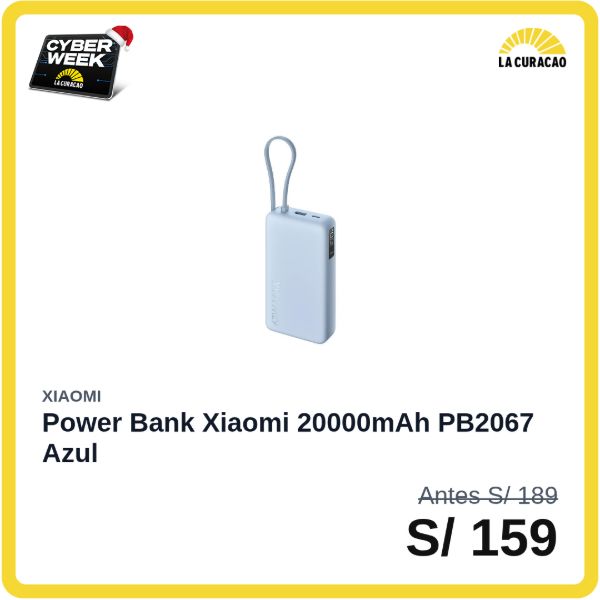 CYBER
WEEK
LA CURACAO
LA CURACAO
XIAOMI
Power Bank Xiaomi 20000mAh PB2067
Azul
Antes S/ 189
S/ 159